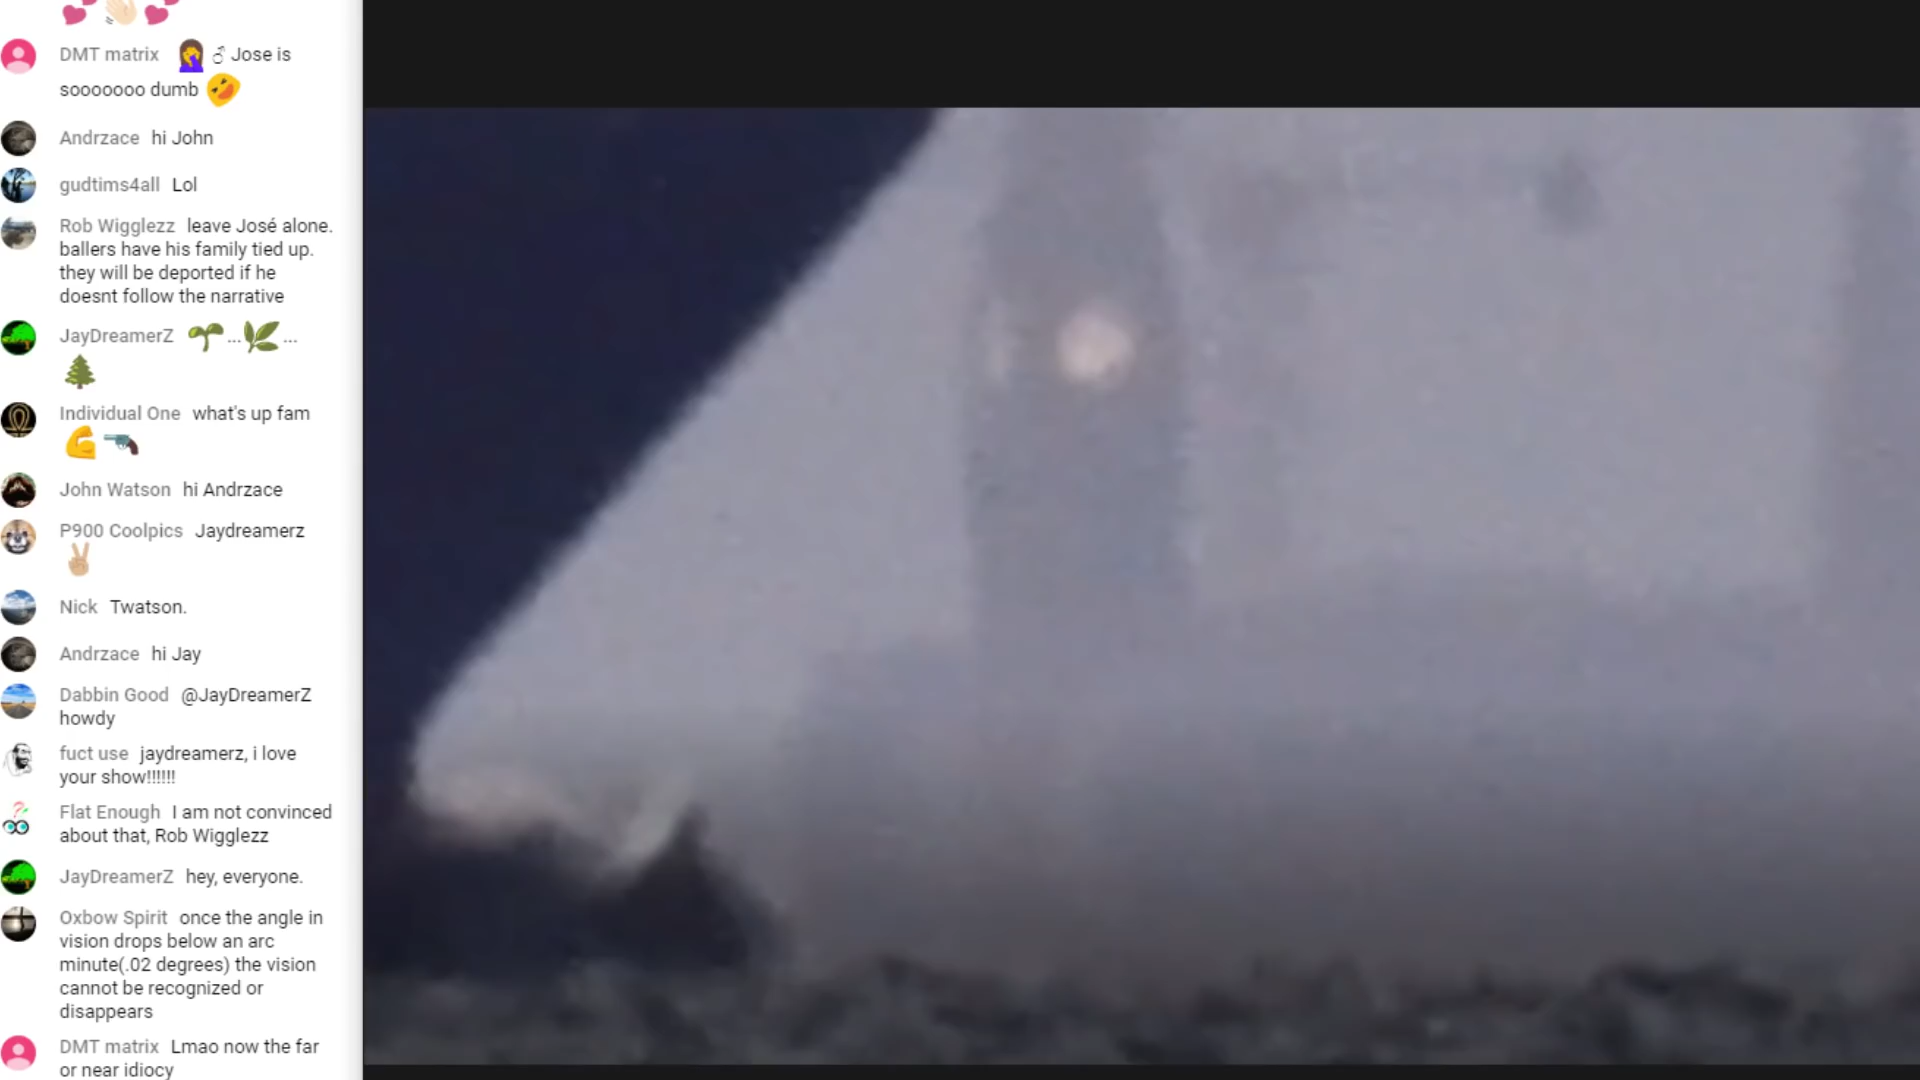 DMT matrix 🤦‍♀️ ♂ Jose is
sooooooo dumb 🤣
Andrzace hi John
gudtims4all Lol
Rob Wigglezz leave José alone.
ballers have his family tied up.
they will be deported if he
doesnt follow the narrative
JayDreamerZ 🌱...🌿...
🌲
Individual One what's up fam
💪🔫
John Watson hi Andrzace
P900 Coolpics Jaydreamerz
✌🏼
Nick Twatson.
Andrzace hi Jay
Dabbin Good @JayDreamerZ
howdy
fuct use jaydreamerz, i love
your show!!!!!!
Flat Enough I am not convinced
about that, Rob Wigglezz
JayDreamerZ hey, everyone.
Oxbow Spirit once the angle in
vision drops below an arc
minute(.02 degrees) the vision
cannot be recognized or
disappears
DMT matrix Lmao now the far
or near idiocy